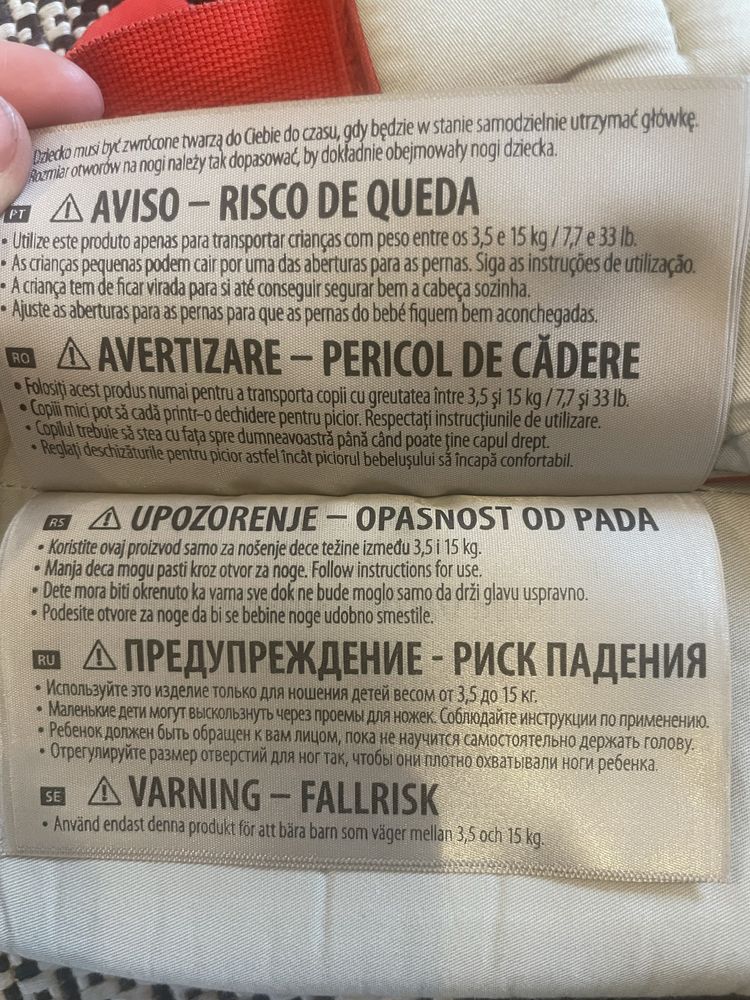 Dziecko musi być zwrócone twarzą do Ciebie do czasu, gdy będzie w stanie samodzielnie utrzymać główkę.
Rozmiar otworów na nogi należy tak dopasować, by dokładnie obejmowały nogi dziecka.
PT ⚠ AVISO – RISCO DE QUEDA
• Utilize este produto apenas para transportar crianças com peso entre os 3,5 e 15 kg / 7,7 e 33 lb.
• As crianças pequenas podem cair por uma das aberturas para as pernas. Siga as instruções de utilização.
• A criança tem de ficar virada para si até conseguir segurar bem a cabeça sozinha.
• Ajuste as aberturas para as pernas para que as pernas do bebé fiquem bem aconchegadas.
RO ⚠ AVERTIZARE – PERICOL DE CĂDERE
• Folosiți acest produs numai pentru a transporta copii cu greutatea între 3,5 și 15 kg / 7,7 și 33 lb.
• Copiii mici pot să cadă printr-o dechidere pentru picior. Respectați instrucțiunile de utilizare.
• Copilul trebuie să stea cu fața spre dumneavoastră până când poate ține capul drept.
• Reglați deschizăturile pentru picior astfel încât piciorul bebelușului să încapă confortabil.
RS ⚠ UPOZORENJE – OPASNOST OD PADA
• Koristite ovaj proizvod samo za nošenje dece težine između 3,5 i 15 kg.
• Manja deca mogu pasti kroz otvor za noge. Follow instructions for use.
• Dete mora biti okrenuto ka vama sve dok ne bude moglo samo da drži glavu uspravno.
• Podesite otvore za noge da bi se bebine noge udobno smestile.
RU ⚠ ПРЕДУПРЕЖДЕНИЕ - РИСК ПАДЕНИЯ
• Используйте это изделие только для ношения детей весом от 3,5 до 15 кг.
• Маленькие дети могут выскользнуть через проемы для ножек. Соблюдайте инструкции по применению.
• Ребенок должен быть обращен к вам лицом, пока не научится самостоятельно держать голову.
• Отрегулируйте размер отверстий для ног так, чтобы они плотно охватывали ноги ребенка.
SE ⚠ VARNING – FALLRISK
• Använd endast denna produkt för att bära barn som väger mellan 3,5 och 15 kg.